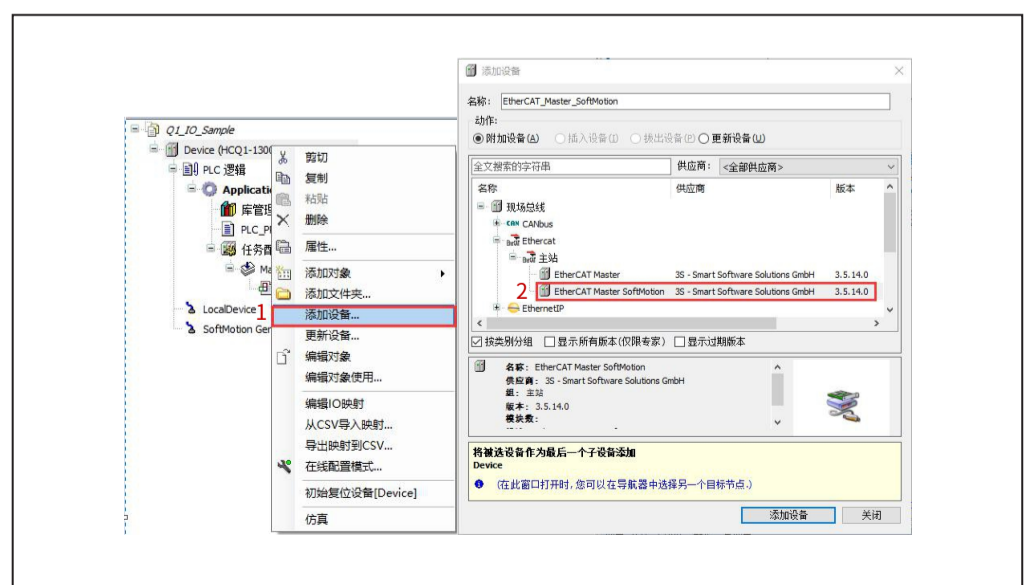 Q1_IO_Sample
Device (HCQ1-1300
PLC 逻辑
Applicati
库管理
PLC_P
任务配
Ma
LocalDevice
SoftMotion Ger
剪切
复制
粘贴
删除
属性...
添加对象
添加文件夹...
1
添加设备...
更新设备...
编辑对象
编辑对象使用...
编辑IO映射
从CSV导入映射...
导出映射到CSV...
在线配置模式...
初始复位设备[Device]
仿真
添加设备
名称: EtherCAT_Master_SoftMotion
动作:
附加设备(A) 插入设备(I) 拔出设备(P) 更新设备(U)
全文搜索的字符串 供应商: <全部供应商>
名称 供应商 版本
现场总线
CAN CANbus
Ethercat
主站
EtherCAT Master 3S - Smart Software Solutions GmbH 3.5.14.0
2 EtherCAT Master SoftMotion 3S - Smart Software Solutions GmbH 3.5.14.0
EthernetIP
按类别分组 显示所有版本(仅限专家) 显示过期版本
名称: EtherCAT Master SoftMotion
供应商: 3S - Smart Software Solutions GmbH
组: 主站
版本: 3.5.14.0
模块数:
将被选设备作为最后一个子设备添加
Device
(在此窗口打开时,您可以在导航器中选择另一个目标节点.)
添加设备 关闭